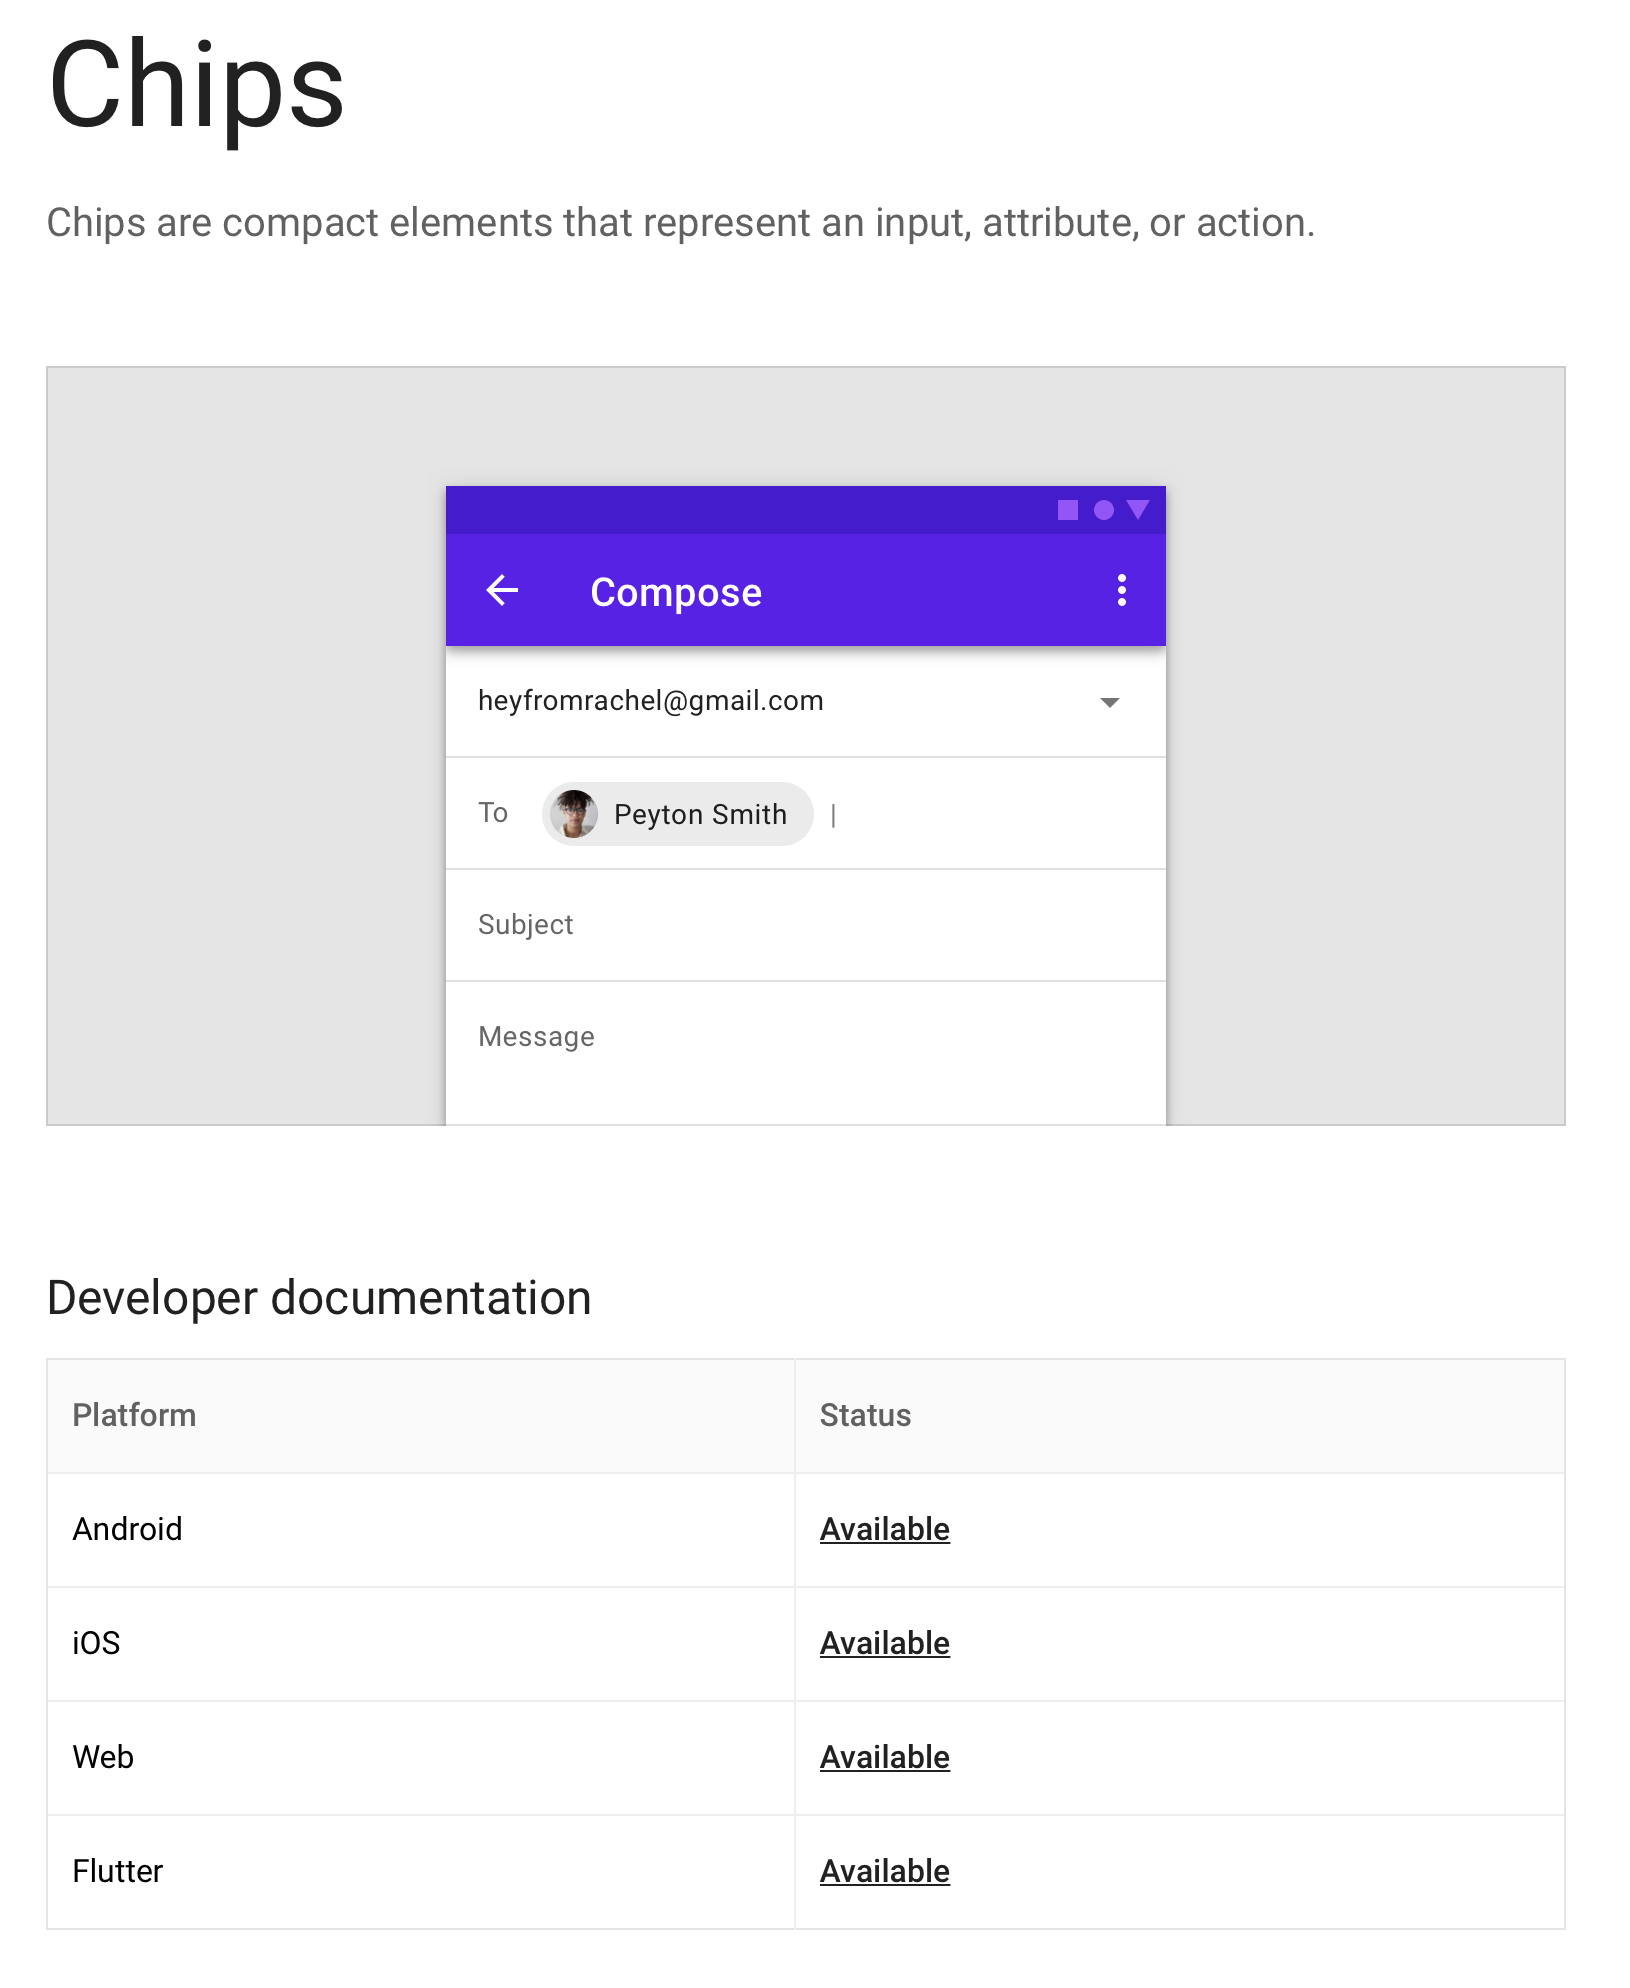 Chips
Chips are compact elements that represent an input, attribute, or action.
Compose
heyfromrachel@gmail.com
To Peyton Smith
Subject
Message
Developer documentation
Platform Status
Android Available
iOS Available
Web Available
Flutter Available